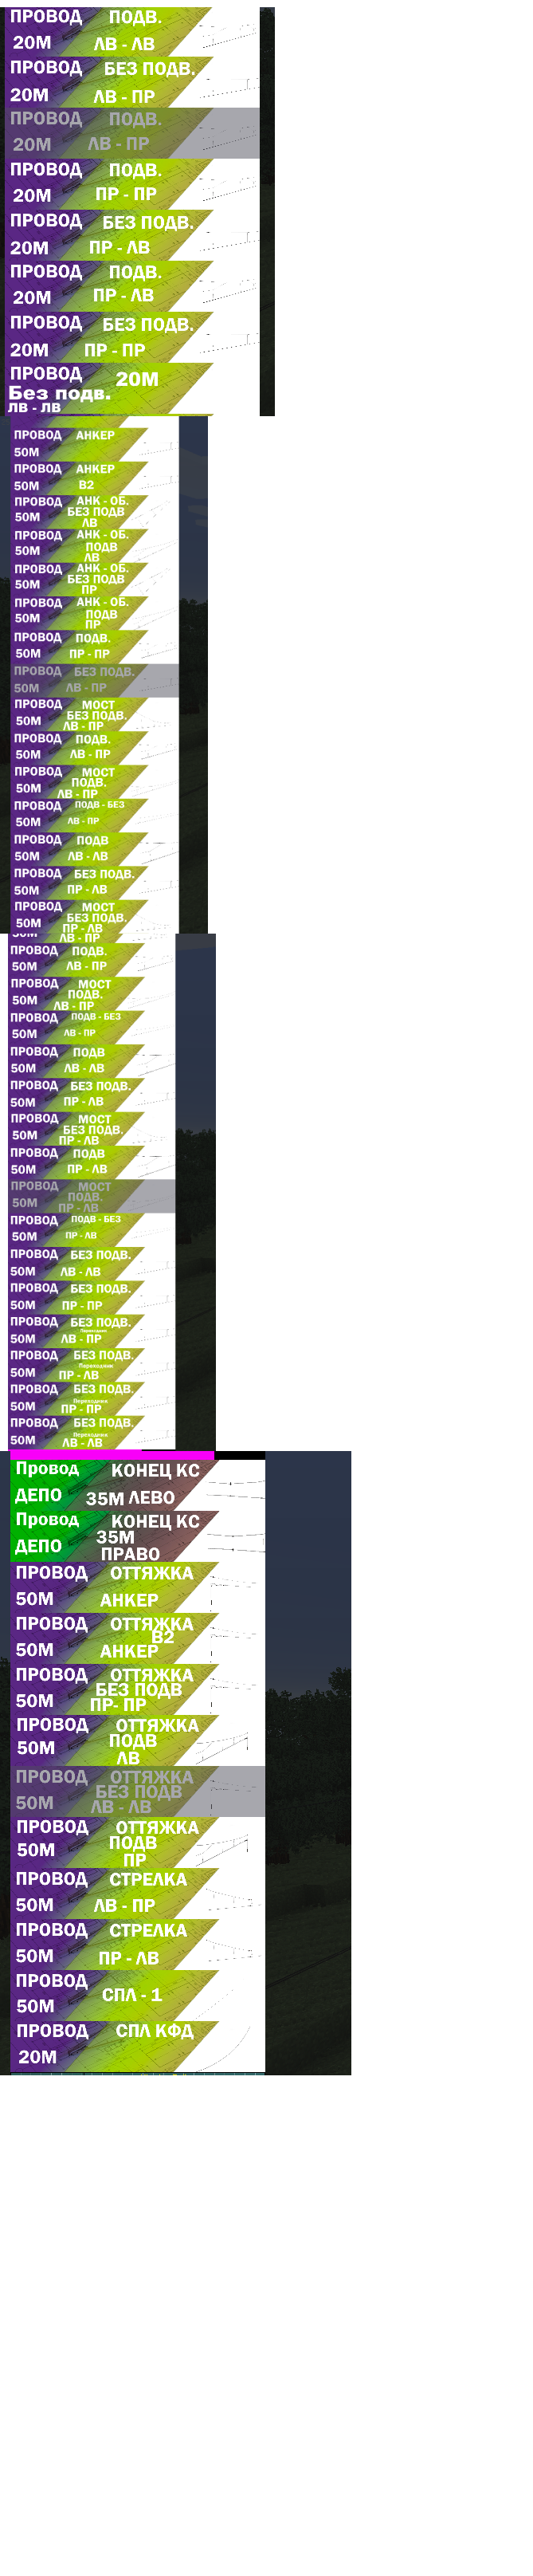 ПРОВОД ПОДВ.
20М ЛВ - ЛВ
ПРОВОД БЕЗ ПОДВ.
20М ЛВ - ПР
ПРОВОД ПОДВ.
20М ЛВ - ПР
ПРОВОД ПОДВ.
20М ПР - ПР
ПРОВОД БЕЗ ПОДВ.
20М ПР - ЛВ
ПРОВОД ПОДВ.
20М ПР - ЛВ
ПРОВОД БЕЗ ПОДВ.
20М ПР - ПР
ПРОВОД 20М
Без подв.
ЛВ - ЛВ
ПРОВОД АНКЕР
50М
ПРОВОД АНКЕР
50М В2
ПРОВОД АНК - ОБ.
50М БЕЗ ПОДВ
ЛВ
ПРОВОД АНК - ОБ.
50М ПОДВ
ЛВ
ПРОВОД АНК - ОБ.
50М БЕЗ ПОДВ
ПР
ПРОВОД АНК - ОБ.
50М ПОДВ
ПР
ПРОВОД ПОДВ.
50М ПР - ПР
ПРОВОД БЕЗ ПОДВ.
50М ЛВ - ПР
ПРОВОД МОСТ
50М БЕЗ ПОДВ.
ЛВ - ПР
ПРОВОД ПОДВ.
50М ЛВ - ПР
ПРОВОД МОСТ
50М ПОДВ.
ЛВ - ПР
ПРОВОД ПОДВ - БЕЗ
50М ЛВ - ПР
ПРОВОД ПОДВ
50М ЛВ - ЛВ
ПРОВОД БЕЗ ПОДВ.
50М ПР - ЛВ
ПРОВОД МОСТ
50М БЕЗ ПОДВ.
ПР - ЛВ
50М ЛВ - ПР
ПРОВОД ПОДВ.
50М ЛВ - ПР
ПРОВОД МОСТ
50М ПОДВ.
ЛВ - ПР
ПРОВОД ПОДВ - БЕЗ
50М ЛВ - ПР
ПРОВОД ПОДВ
50М ЛВ - ЛВ
ПРОВОД БЕЗ ПОДВ.
50М ПР - ЛВ
ПРОВОД МОСТ
50М БЕЗ ПОДВ.
ПР - ЛВ
ПРОВОД ПОДВ
50М ПР - ЛВ
ПРОВОД МОСТ
50М ПОДВ.
ПР - ЛВ
ПРОВОД ПОДВ - БЕЗ
50М ПР - ЛВ
ПРОВОД БЕЗ ПОДВ.
50М ЛВ - ЛВ
ПРОВОД БЕЗ ПОДВ.
50М ПР - ПР
ПРОВОД БЕЗ ПОДВ.
50М ЛВ - ПР
ПРОВОД БЕЗ ПОДВ.
50М ПР - ЛВ
ПРОВОД БЕЗ ПОДВ.
50М ПР - ПР
ПРОВОД БЕЗ ПОДВ.
50М ЛВ - ЛВ
Провод КОНЕЦ КС
ДЕПО 35М ЛЕВО
Провод КОНЕЦ КС
ДЕПО 35М
ПРАВО
ПРОВОД ОТТЯЖКА
50М АНКЕР
ПРОВОД ОТТЯЖКА
В2
50М АНКЕР
ПРОВОД ОТТЯЖКА
50М БЕЗ ПОДВ
ПР- ПР
ПРОВОД ОТТЯЖКА
50М ПОДВ
ЛВ
ПРОВОД ОТТЯЖКА
50М БЕЗ ПОДВ
ЛВ - ЛВ
ПРОВОД ОТТЯЖКА
50М ПОДВ
ПР
ПРОВОД СТРЕЛКА
50М ЛВ - ПР
ПРОВОД СТРЕЛКА
50М ПР - ЛВ
ПРОВОД
50М СПЛ - 1
ПРОВОД СПЛ КФД
20М